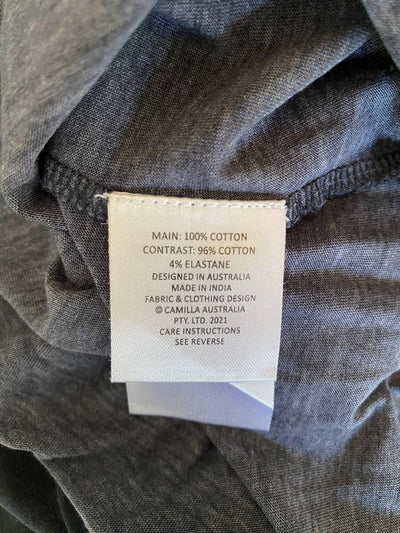 MAIN: 100% COTTON
CONTRAST: 96% COTTON
4% ELASTANE
DESIGNED IN AUSTRALIA
MADE IN INDIA
FABRIC & CLOTHING DESIGN
© CAMILLA AUSTRALIA
PTY. LTD. 2021
CARE INSTRUCTIONS
SEE REVERSE